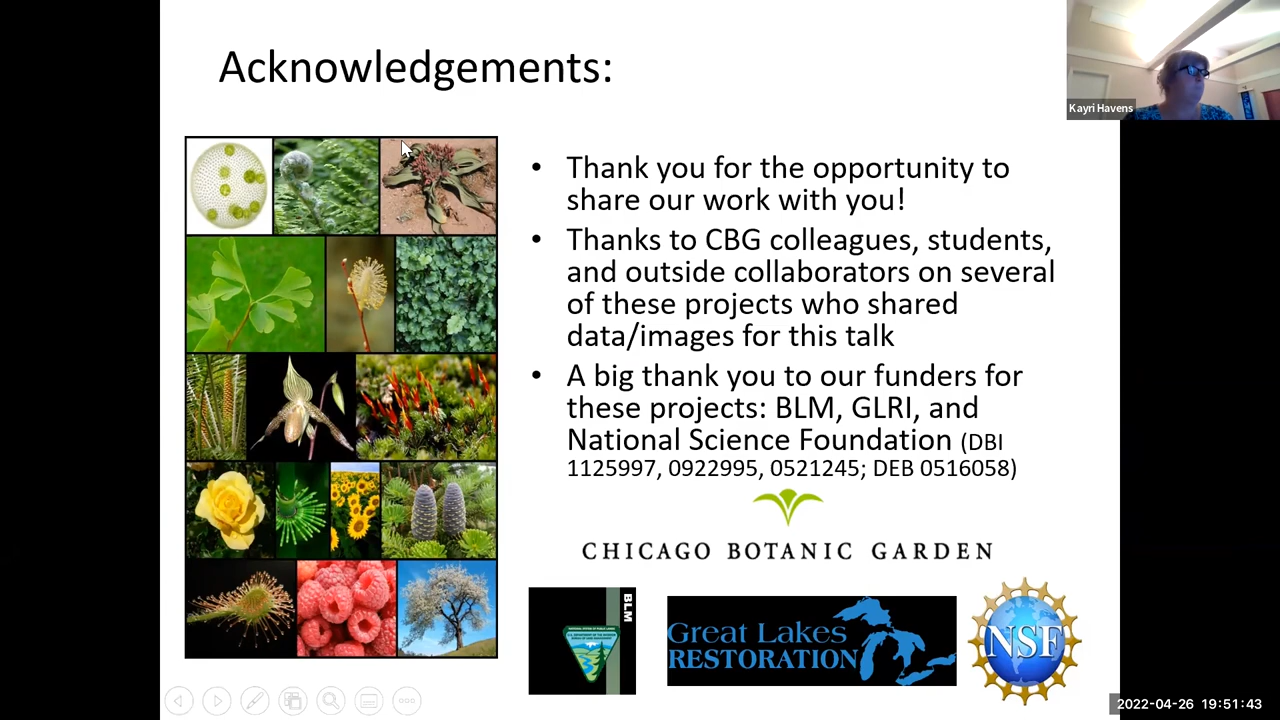 Acknowledgements:
Kayri Havens
• Thank you for the opportunity to
share our work with you!
• Thanks to CBG colleagues, students,
and outside collaborators on several
of these projects who shared
data/images for this talk
• A big thank you to our funders for
these projects: BLM, GLRI, and
National Science Foundation (DBI
1125997, 0922995, 0521245; DEB 0516058)
CHICAGO BOTANIC GARDEN
BLM
Great Lakes
RESTORATION
NSF
2022-04-26 19:51:43